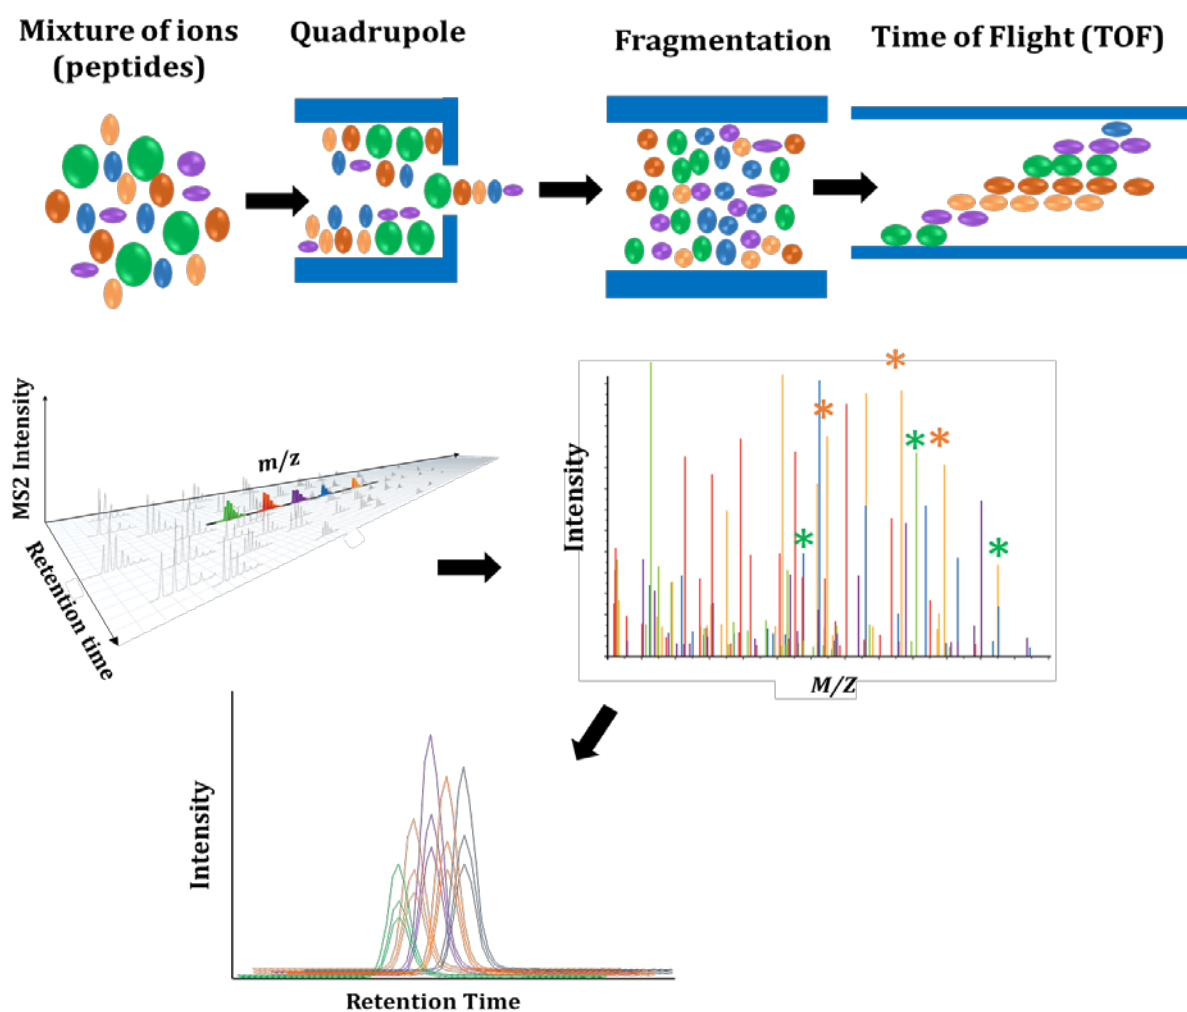 Mixture of ions
(peptides)
Quadrupole
Fragmentation
Time of Flight (TOF)
MS2 Intensity
m/z
Retention time
Intensity
M/Z
Intensity
Retention Time